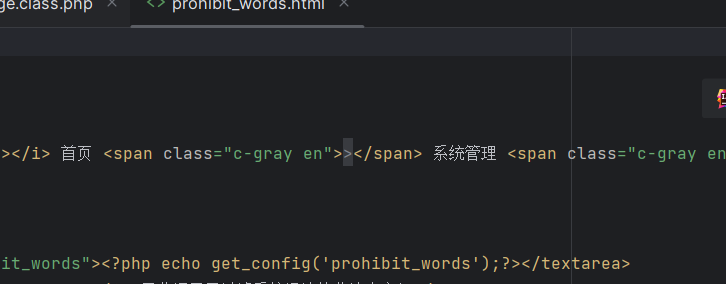 ge.class.php × <> prohibit_words.html ×
></i> 首页 <span class="c-gray en">></span> 系统管理 <span class="c-gray en
it_words"><?php echo get_config('prohibit_words');?></textarea>